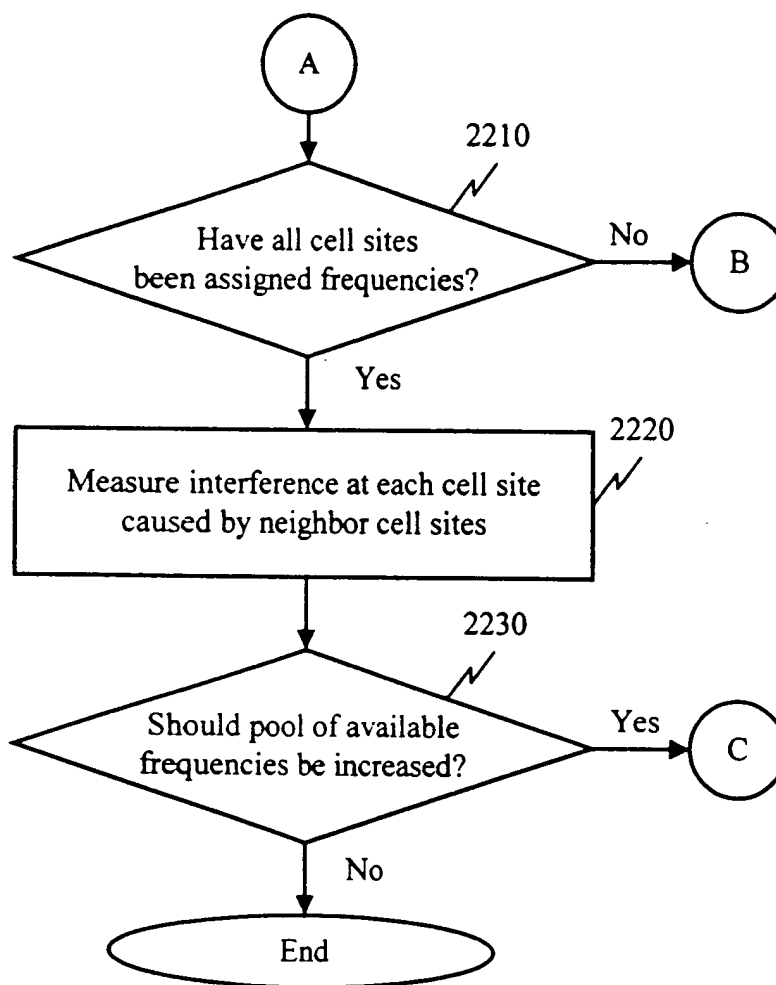 A
2210
Have all cell sites
been assigned frequencies?
No
B
Yes
2220
Measure interference at each cell site
caused by neighbor cell sites
2230
Should pool of available
frequencies be increased?
Yes
C
No
End